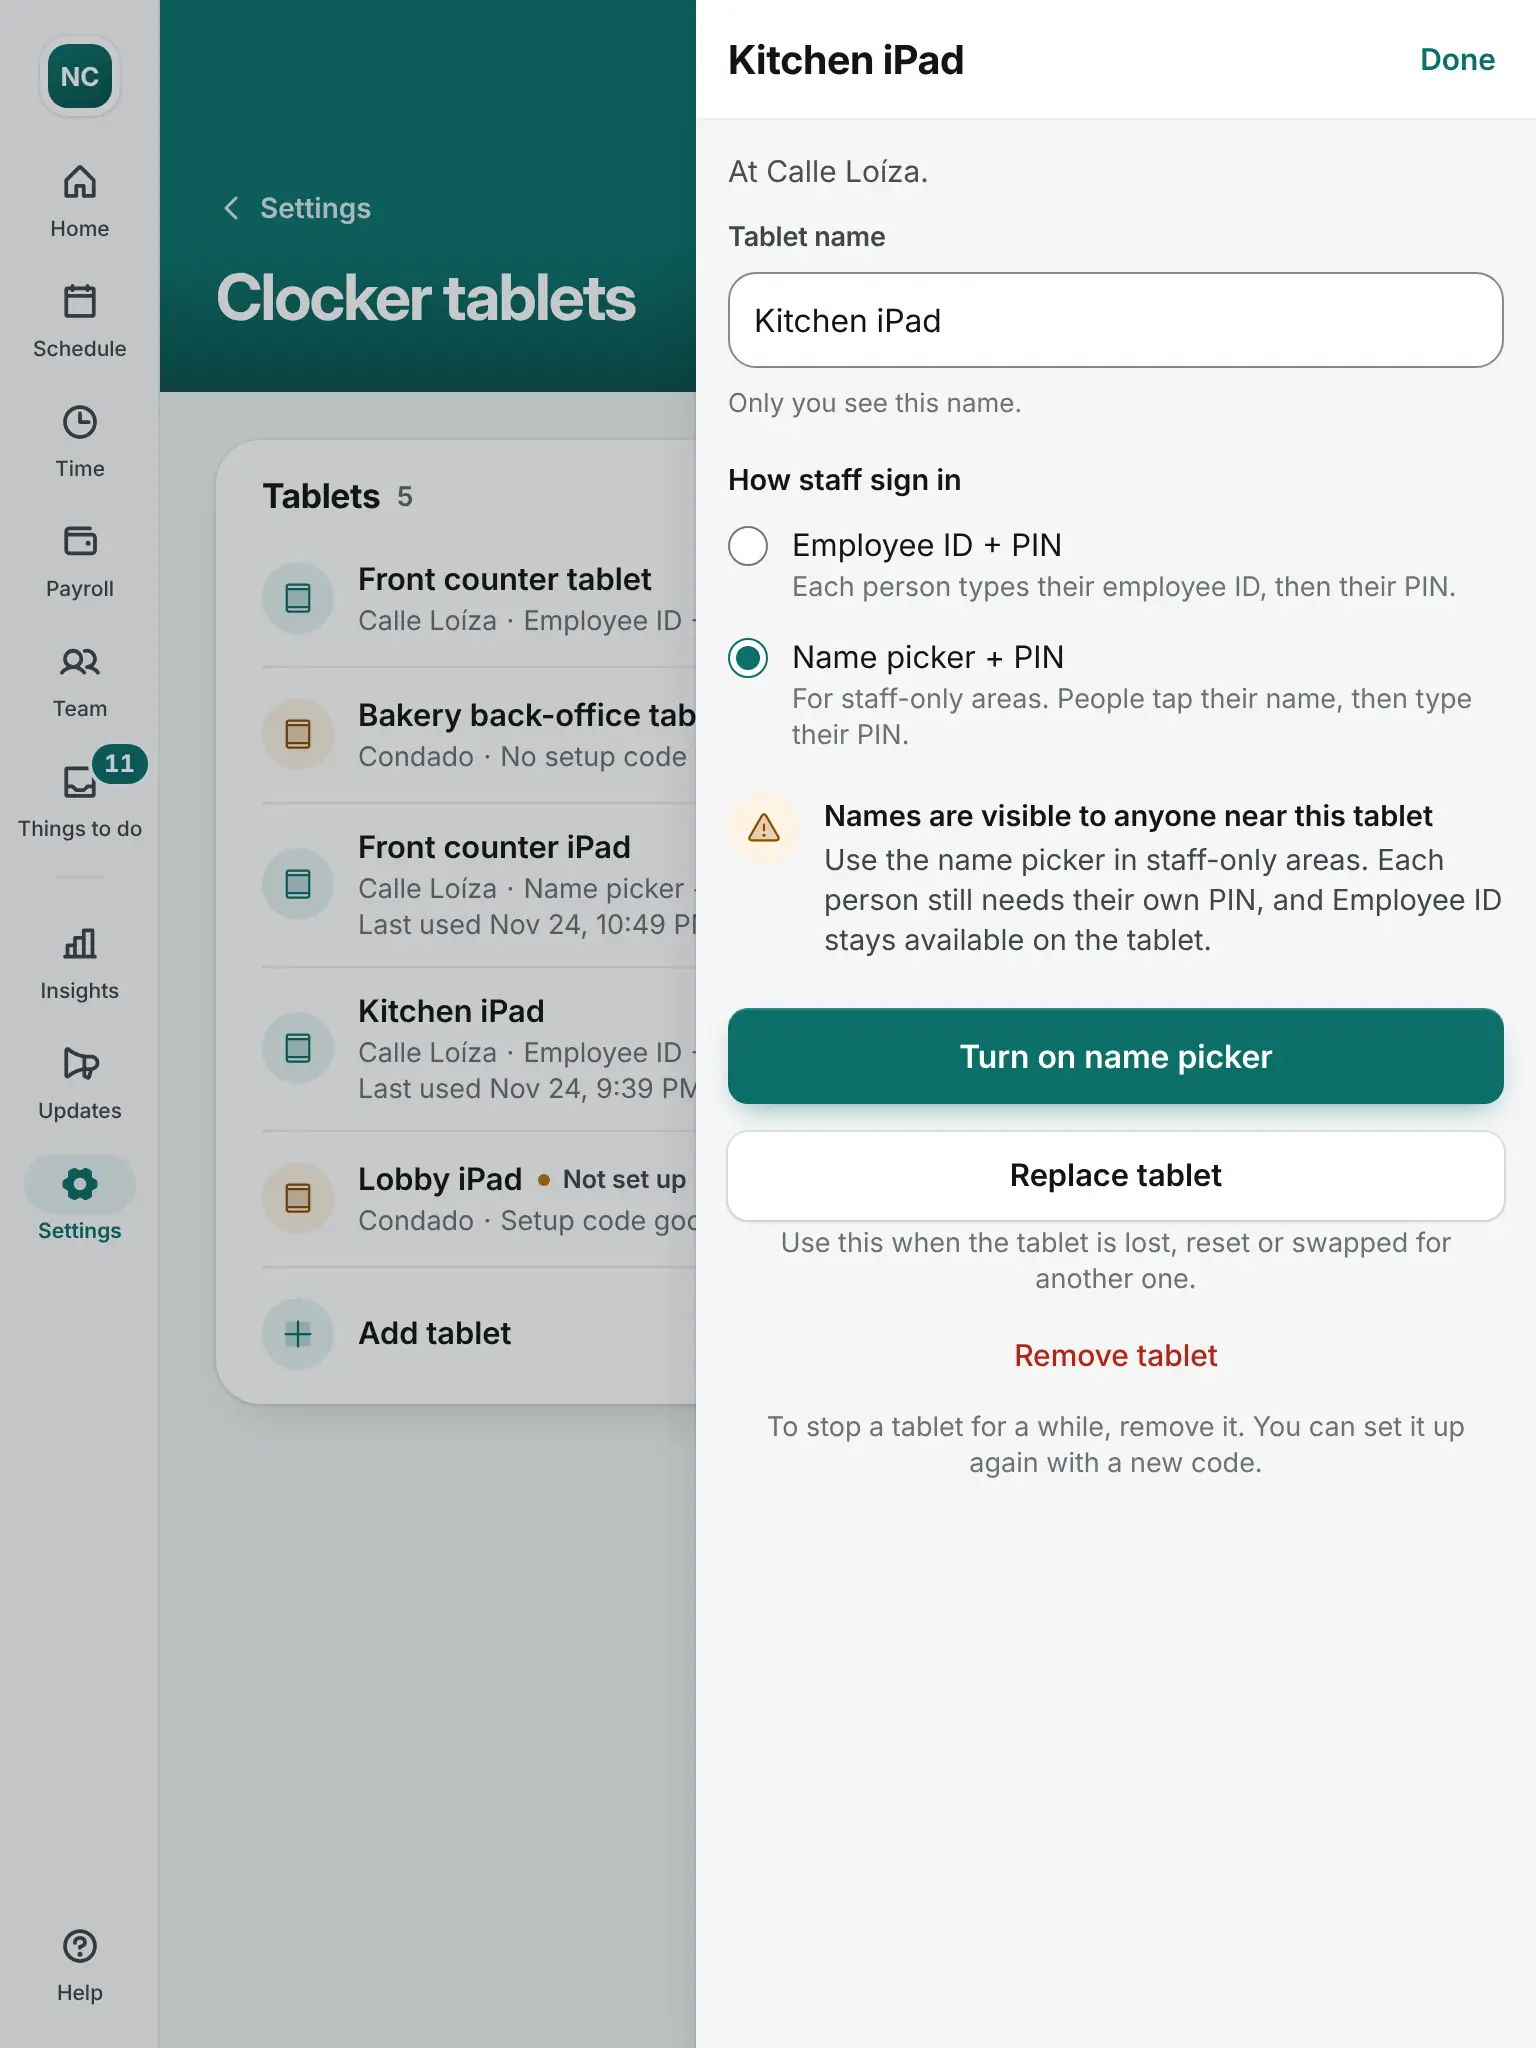 NC
Home
Schedule
Time
Payroll
Team
11
Things to do
Insights
Updates
Settings
Help
Settings
Clocker tablets
Tablets 5
Front counter tablet
Calle Loíza · Employee ID
Bakery back-office tab
Condado · No setup code
Front counter iPad
Calle Loíza · Name picker
Last used Nov 24, 10:49 P
Kitchen iPad
Calle Loíza · Employee ID
Last used Nov 24, 9:39 PM
Lobby iPad • Not set up
Condado · Setup code goo
Add tablet
Kitchen iPad
Done
At Calle Loíza.
Tablet name
Kitchen iPad
Only you see this name.
How staff sign in
Employee ID + PIN
Each person types their employee ID, then their PIN.
Name picker + PIN
For staff-only areas. People tap their name, then type
their PIN.
Names are visible to anyone near this tablet
Use the name picker in staff-only areas. Each
person still needs their own PIN, and Employee ID
stays available on the tablet.
Turn on name picker
Replace tablet
Use this when the tablet is lost, reset or swapped for
another one.
Remove tablet
To stop a tablet for a while, remove it. You can set it up
again with a new code.